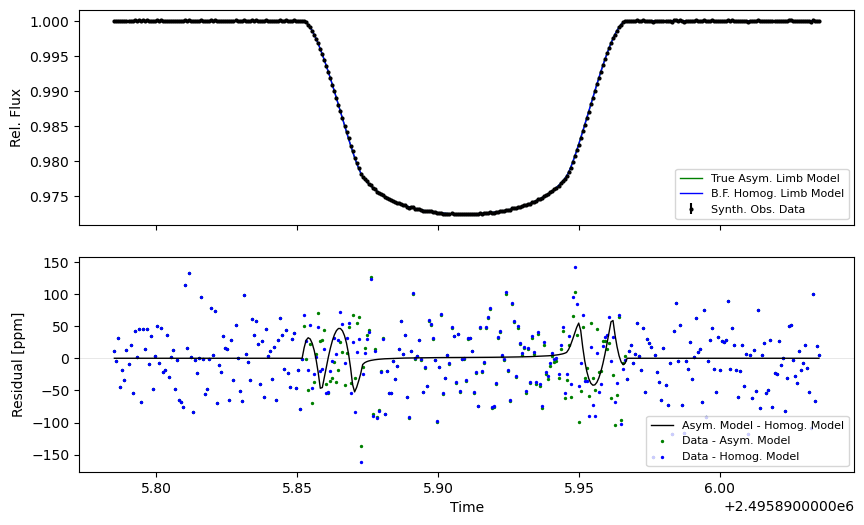 1.000
0.995
0.990
0.985
0.980
0.975
Rel. Flux
True Asym. Limb Model
B.F. Homog. Limb Model
Synth. Obs. Data
150
100
50
0
−50
−100
−150
Residual [ppm]
Asym. Model - Homog. Model
Data - Asym. Model
Data - Homog. Model
5.80 5.85 5.90 5.95 6.00
Time
+2.4958900000e6